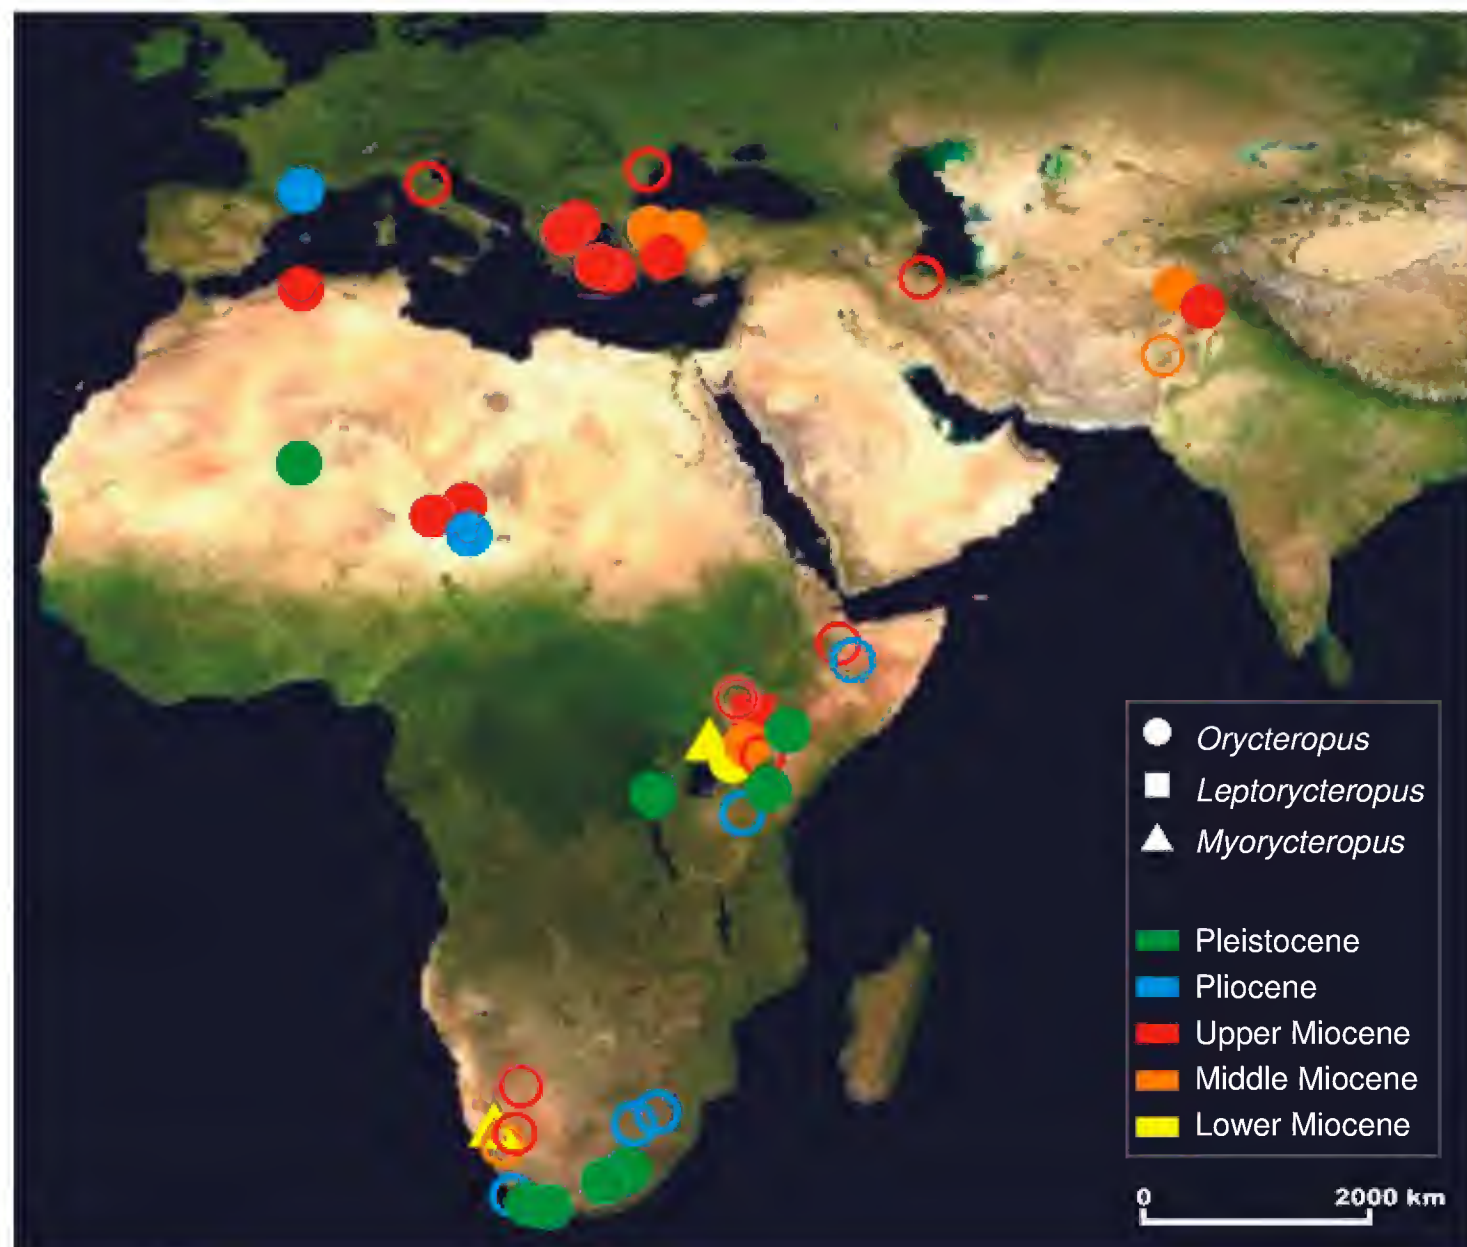 Orycteropus
Leptorycteropus
Myorycteropus
Pleistocene
Pliocene
Upper Miocene
Middle Miocene
Lower Miocene
0 2000 km